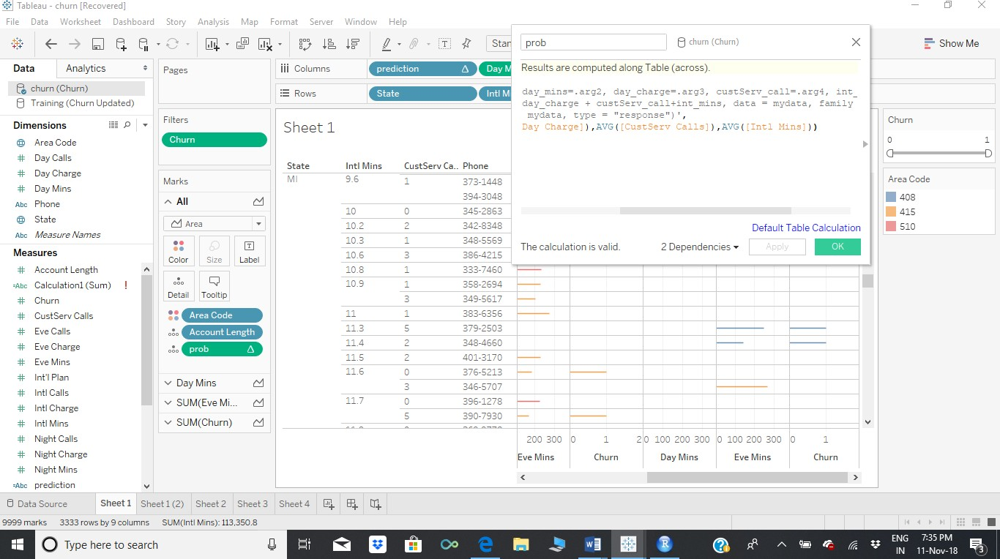 Tableau - churn [Recovered]
File Data Worksheet Dashboard Story Analysis Map Format Server Window Help
Show Me
Data Analytics
churn (Churn)
Training (Churn Updated)
Dimensions
Area Code
Day Calls
Day Charge
Day Mins
Abc Phone
State
Abc Measure Names
Measures
Account Length
=Abc Calculation1 (Sum) !
Churn
CustServ Calls
Eve Calls
Eve Charge
Eve Mins
Int'l Plan
Intl Calls
Intl Charge
Intl Mins
Night Calls
Night Charge
Night Mins
=Abc prediction
Pages
Filters
Churn
Marks
All
Area
Color Size Label
Detail Tooltip
Area Code
Account Length
prob Δ
Day Mins
SUM(Eve Mi...
SUM(Churn)
Columns prediction Δ Day M
Rows State Intl Mi
Sheet 1
State Intl Mins CustServ Ca.. Phone
MI 9.6 1 373-1448
394-3048
10 0 345-2863
10.2 2 342-8348
10.3 1 348-5569
10.6 3 386-4215
10.8 1 333-7460
10.9 1 358-2694
3 349-5617
11 1 383-6356
11.3 5 379-2503
11.4 2 348-4660
11.5 2 401-3170
11.6 0 376-5213
3 346-5707
11.7 0 396-1278
5 390-7930
200 300 0 1 2 0 100 200 300 0 100 200 300 0 1
Eve Mins Churn Day Mins Eve Mins Churn
prob churn (Churn)
Results are computed along Table (across).
day_mins=.arg2, day_charge=.arg3, custServ_call=.arg4, int_
day_charge + custServ_call+int_mins, data = mydata, family
mydata, type = "response")',
Day Charge]),AVG([CustServ Calls]),AVG([Intl Mins]))
Default Table Calculation
The calculation is valid. 2 Dependencies Apply OK
Churn
0 1
Area Code
408
415
510
Data Source Sheet 1 Sheet 1 (2) Sheet 2 Sheet 3 Sheet 4
9999 marks 3333 rows by 9 columns SUM(Intl Mins): 113,350.8
Type here to search
ENG 7:35 PM
IN 11-Nov-18
3